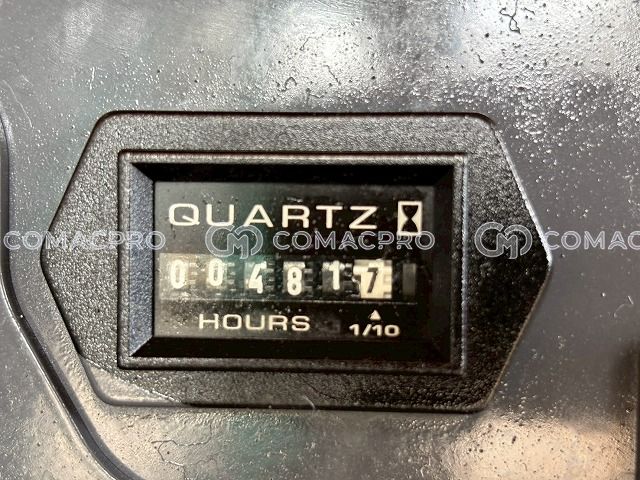 QUARTZ
COMACPRO COMACPRO COMACPRO
004817
HOURS 1/10